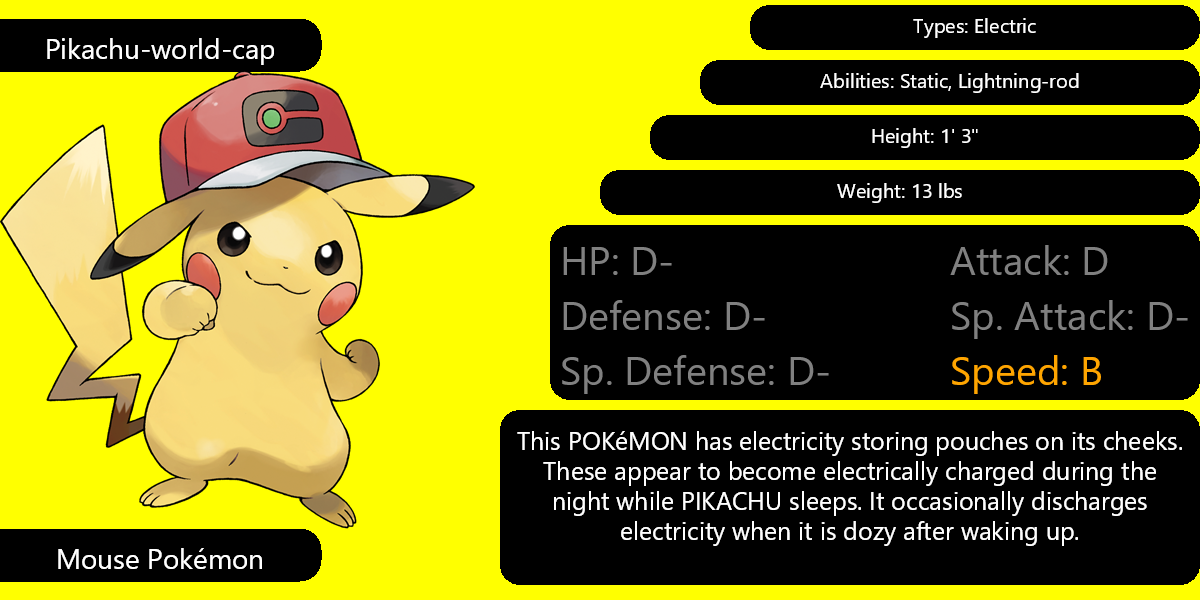 Pikachu-world-cap
Types: Electric
Abilities: Static, Lightning-rod
Height: 1' 3"
Weight: 13 lbs
HP: D-
Attack: D
Defense: D-
Sp. Attack: D-
Sp. Defense: D-
Speed: B
This POKéMON has electricity storing pouches on its cheeks.
These appear to become electrically charged during the
night while PIKACHU sleeps. It occasionally discharges
electricity when it is dozy after waking up.
Mouse Pokémon